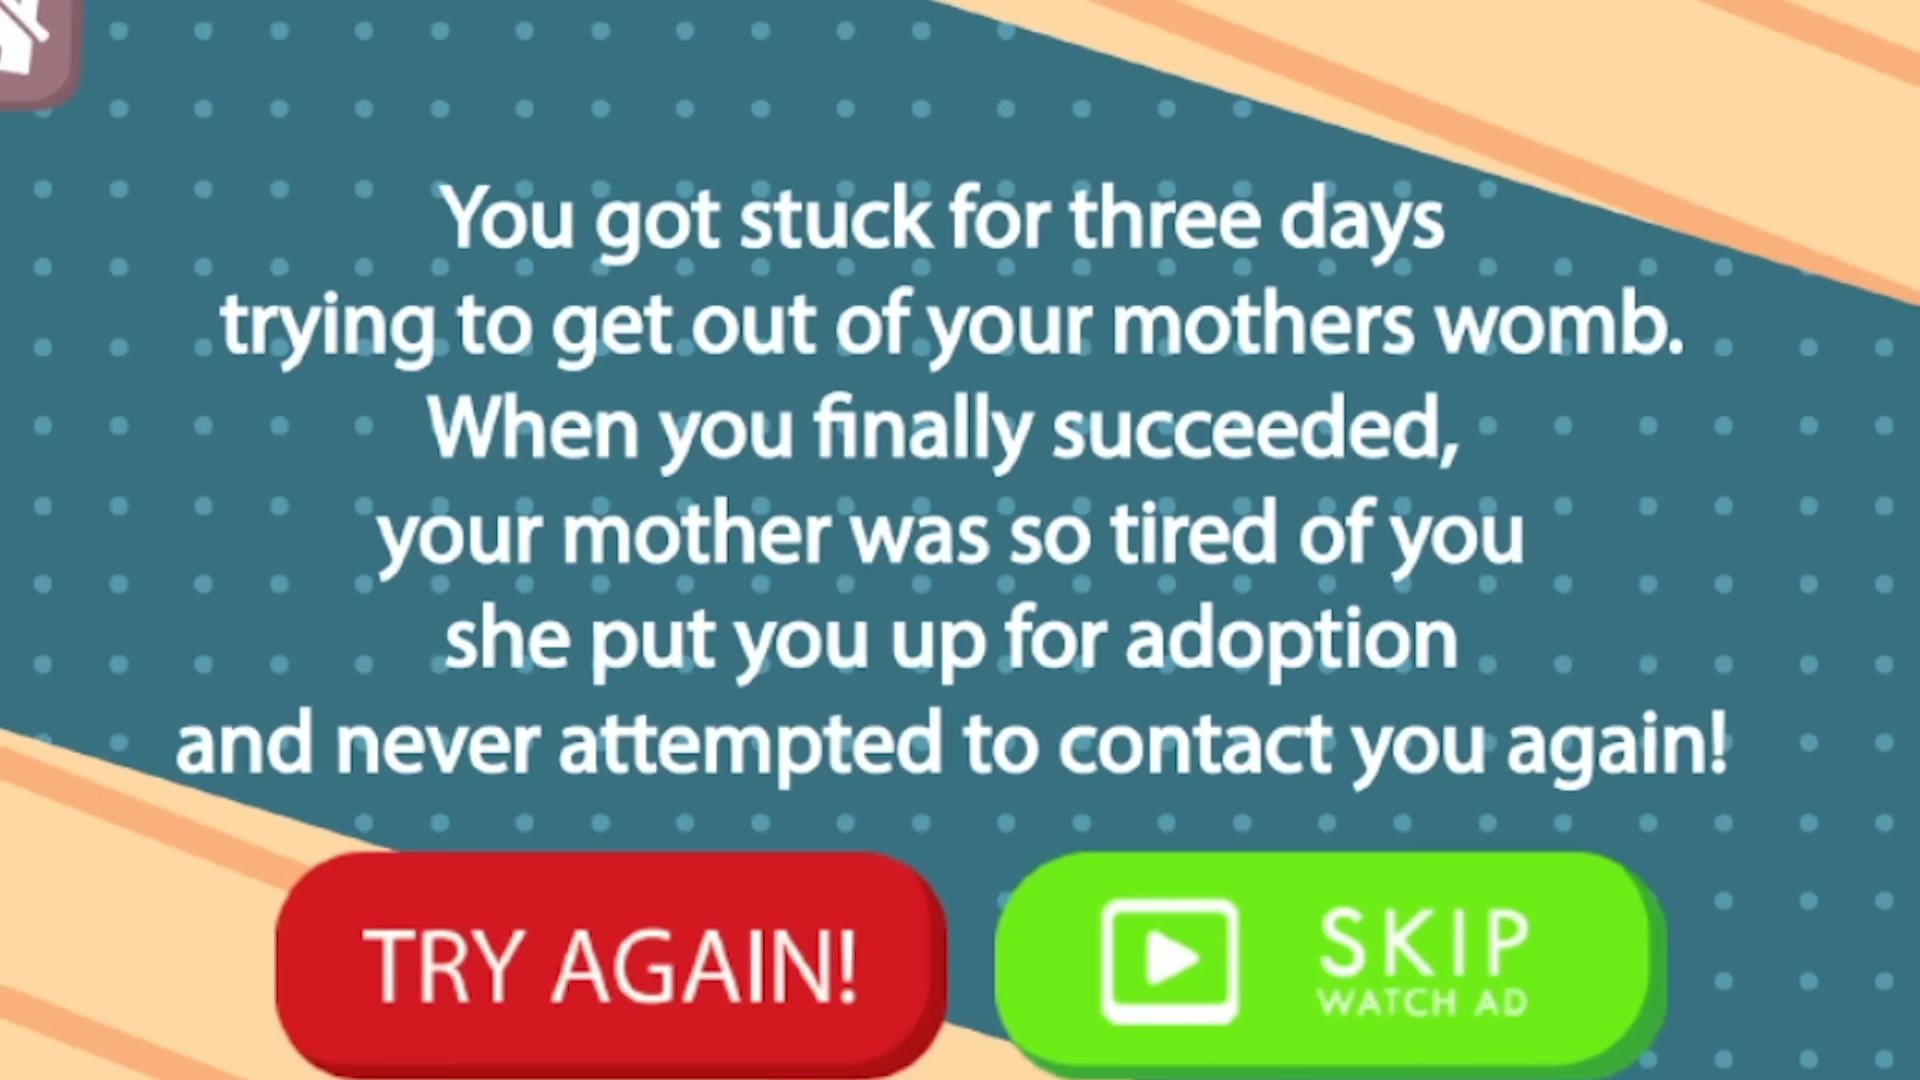 You got stuck for three days
trying to get out of your mothers womb.
When you finally succeeded,
your mother was so tired of you
she put you up for adoption
and never attempted to contact you again!
TRY AGAIN!
SKIP
WATCH AD